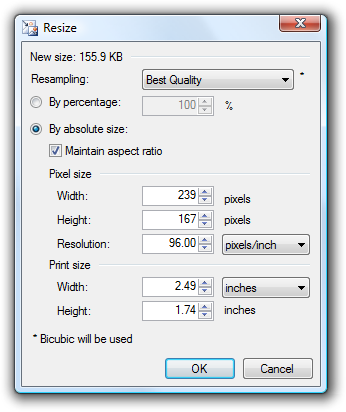 Resize
New size: 155.9 KB
Resampling: Best Quality *
By percentage: 100 %
By absolute size:
Maintain aspect ratio
Pixel size
Width: 239 pixels
Height: 167 pixels
Resolution: 96.00 pixels/inch
Print size
Width: 2.49 inches
Height: 1.74 inches
* Bicubic will be used
OK Cancel